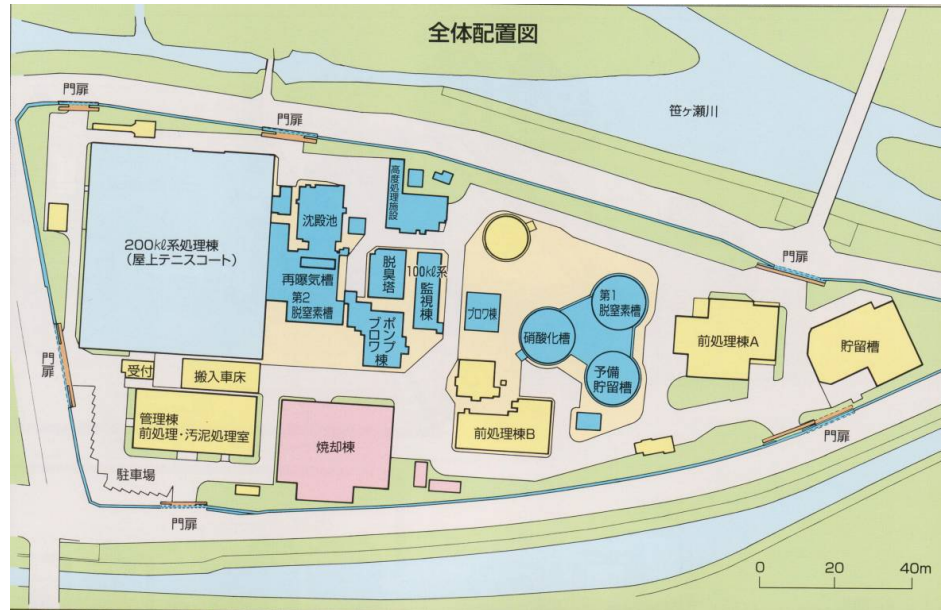 全体配置図
笹ヶ瀬川
門扉
門扉
高度処理施設
沈殿池
200kℓ系処理棟
(屋上テニスコート)
再曝気槽
第2
脱窒素槽
脱臭塔
100kℓ系
監視棟
ポンプ
ブロワ棟
ブロワ棟
硝酸化槽
第1
脱窒素槽
予備
貯留槽
門扉
前処理棟A
貯留槽
門扉
受付
搬入車床
管理棟
前処理・汚泥処理室
焼却棟
前処理棟B
門扉
駐車場
門扉
0 20 40m